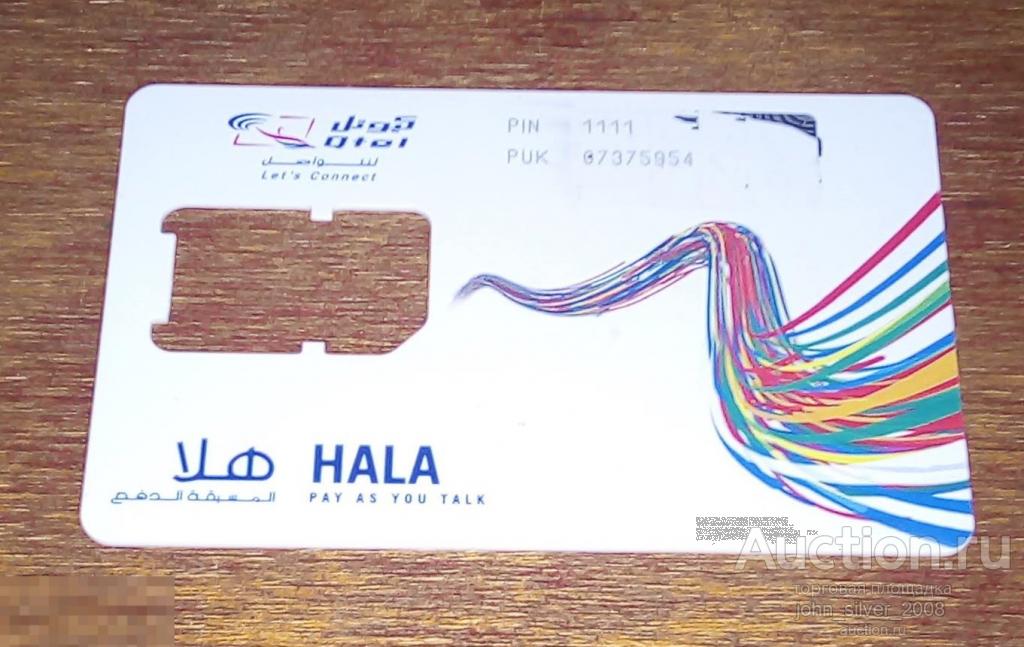 كيوتل
Qtel
لنتواصل
Let's Connect
PIN 1111
PUK 07375954
هلا
المسبقة الدفع
HALA
PAY AS YOU TALK
Auction.ru
торговая площадка
john_silver_2008
auction.ru